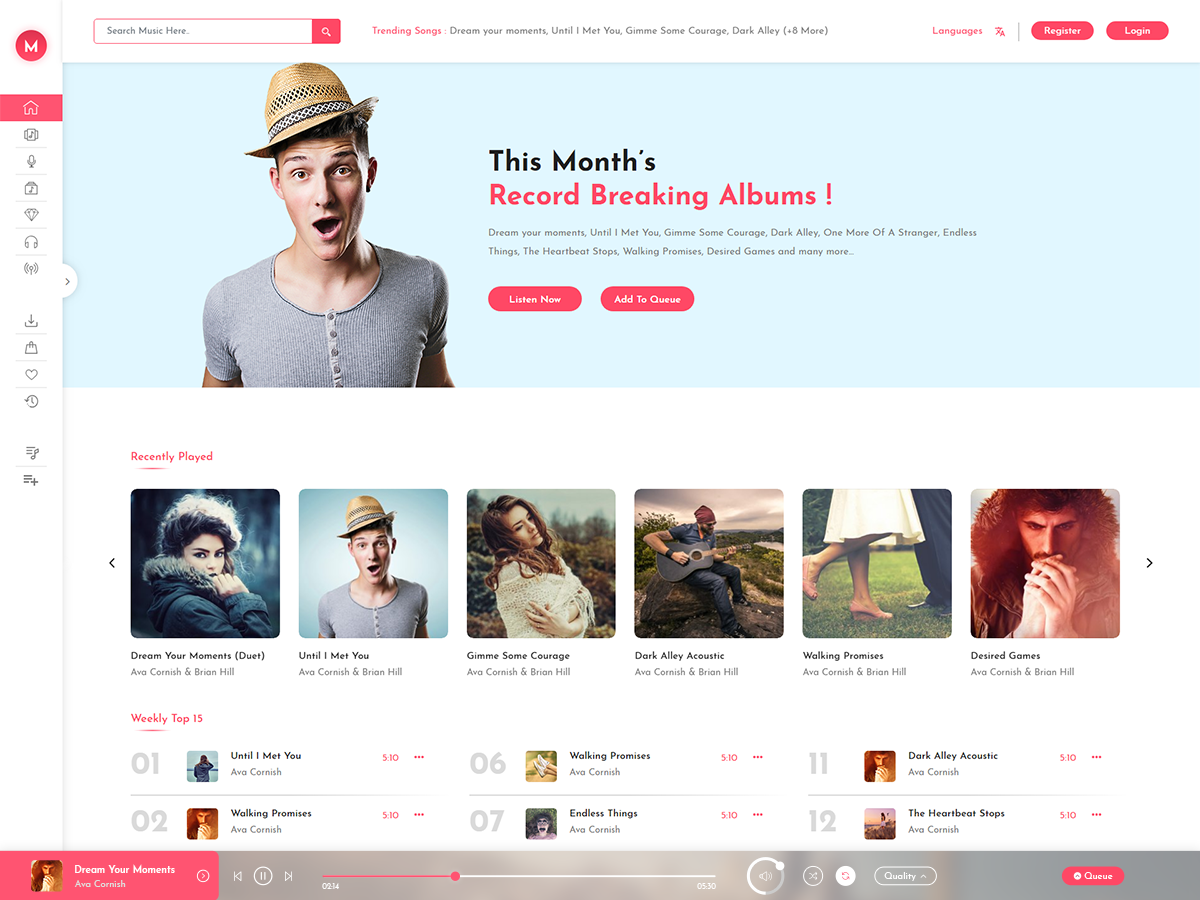 M
Search Music Here..
Trending Songs : Dream your moments, Until I Met You, Gimme Some Courage, Dark Alley (+8 More)
Languages
Register
Login
This Month's
Record Breaking Albums !
Dream your moments, Until I Met You, Gimme Some Courage, Dark Alley, One More Of A Stranger, Endless
Things, The Heartbeat Stops, Walking Promises, Desired Games and many more...
Listen Now
Add To Queue
Recently Played
Dream Your Moments (Duet)
Ava Cornish & Brian Hill
Until I Met You
Ava Cornish & Brian Hill
Gimme Some Courage
Ava Cornish & Brian Hill
Dark Alley Acoustic
Ava Cornish & Brian Hill
Walking Promises
Ava Cornish & Brian Hill
Desired Games
Ava Cornish & Brian Hill
Weekly Top 15
01
Until I Met You
Ava Cornish
5:10
06
Walking Promises
Ava Cornish
5:10
11
Dark Alley Acoustic
Ava Cornish
5:10
02
Walking Promises
Ava Cornish
5:10
07
Endless Things
Ava Cornish
5:10
12
The Heartbeat Stops
Ava Cornish
5:10
Dream Your Moments
Ava Cornish
02:14
05:30
Quality
Queue